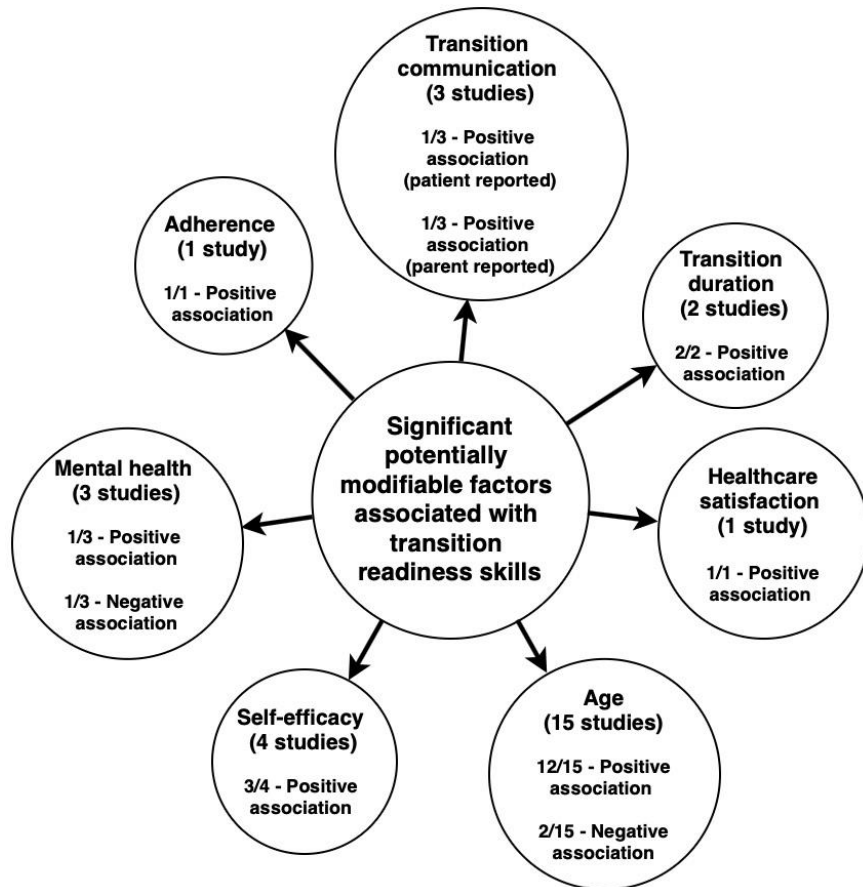 Transition
communication
(3 studies)
1/3 - Positive
association
(patient reported)
1/3 - Positive
association
(parent reported)
Adherence
(1 study)
1/1 - Positive
association
Transition
duration
(2 studies)
2/2 - Positive
association
Significant
potentially
modifiable factors
associated with
transition
readiness skills
Mental health
(3 studies)
1/3 - Positive
association
1/3 - Negative
association
Healthcare
satisfaction
(1 study)
1/1 - Positive
association
Self-efficacy
(4 studies)
3/4 - Positive
association
Age
(15 studies)
12/15 - Positive
association
2/15 - Negative
association